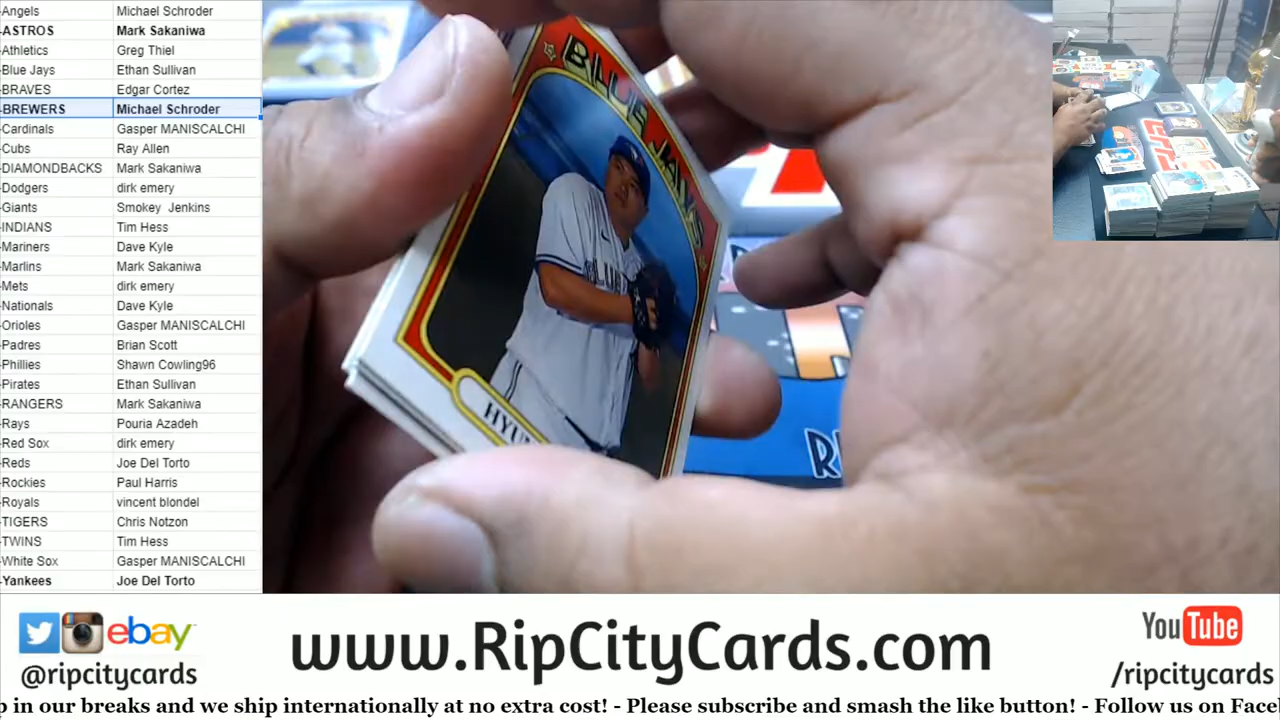 -Angels Michael Schroder
-ASTROS Mark Sakaniwa
-Athletics Greg Thiel
-Blue Jays Ethan Sullivan
-BRAVES Edgar Cortez
-BREWERS Michael Schroder
-Cardinals Gasper MANISCALCHI
-Cubs Ray Allen
-DIAMONDBACKS Mark Sakaniwa
-Dodgers dirk emery
-Giants Smokey Jenkins
-INDIANS Tim Hess
-Mariners Dave Kyle
-Marlins Mark Sakaniwa
-Mets dirk emery
-Nationals Dave Kyle
-Orioles Gasper MANISCALCHI
-Padres Brian Scott
-Phillies Shawn Cowling96
-Pirates Ethan Sullivan
-RANGERS Mark Sakaniwa
-Rays Pouria Azadeh
-Red Sox dirk emery
-Reds Joe Del Torto
-Rockies Paul Harris
-Royals vincent blondel
-TIGERS Chris Notzon
-TWINS Tim Hess
-White Sox Gasper MANISCALCHI
-Yankees Joe Del Torto
BLUE JAYS
HYU
ebay
@ripcitycards
www.RipCityCards.com
YouTube
/ripcitycards
p in our breaks and we ship internationally at no extra cost! - Please subscribe and smash the like button! - Follow us on Face